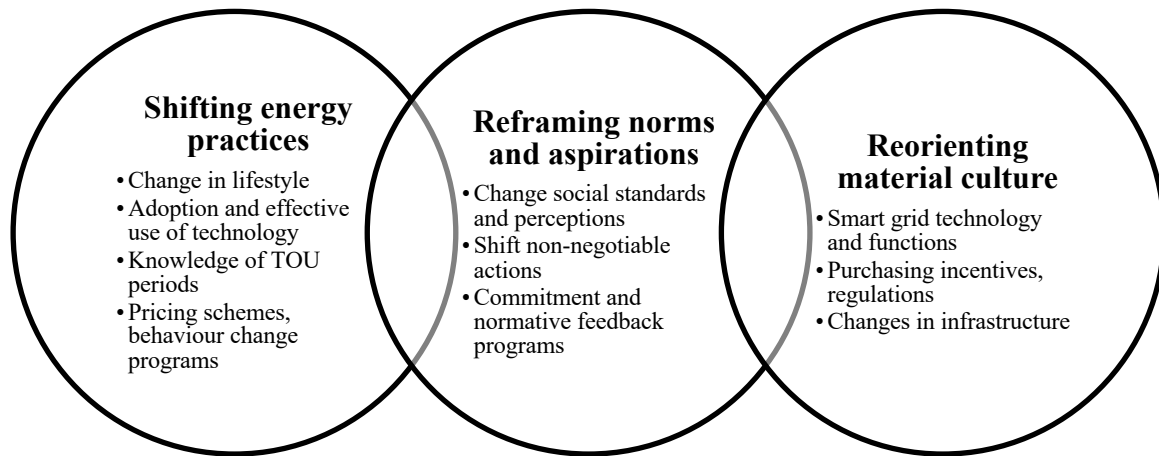 Shifting energy
practices
• Change in lifestyle
• Adoption and effective
use of technology
• Knowledge of TOU
periods
• Pricing schemes,
behaviour change
programs
Reframing norms
and aspirations
• Change social standards
and perceptions
• Shift non-negotiable
actions
• Commitment and
normative feedback
programs
Reorienting
material culture
• Smart grid technology
and functions
• Purchasing incentives,
regulations
• Changes in infrastructure